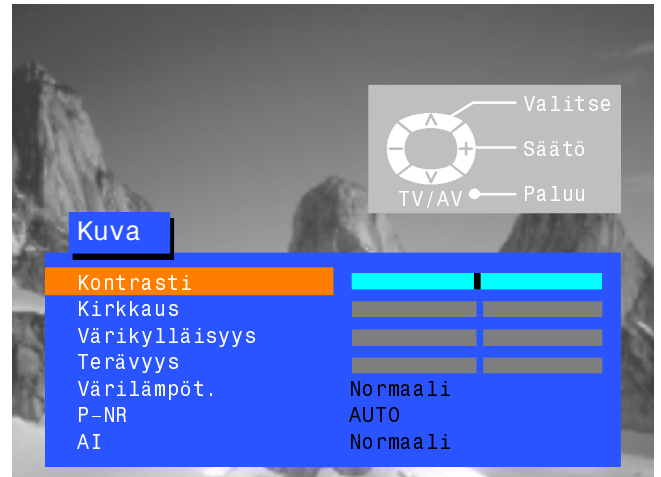 Valitse
Säätö
TV/AV Paluu
Kuva
Kontrasti
Kirkkaus
Värikylläisyys
Terävyys
Värilämpöt. Normaali
P-NR AUTO
AI Normaali